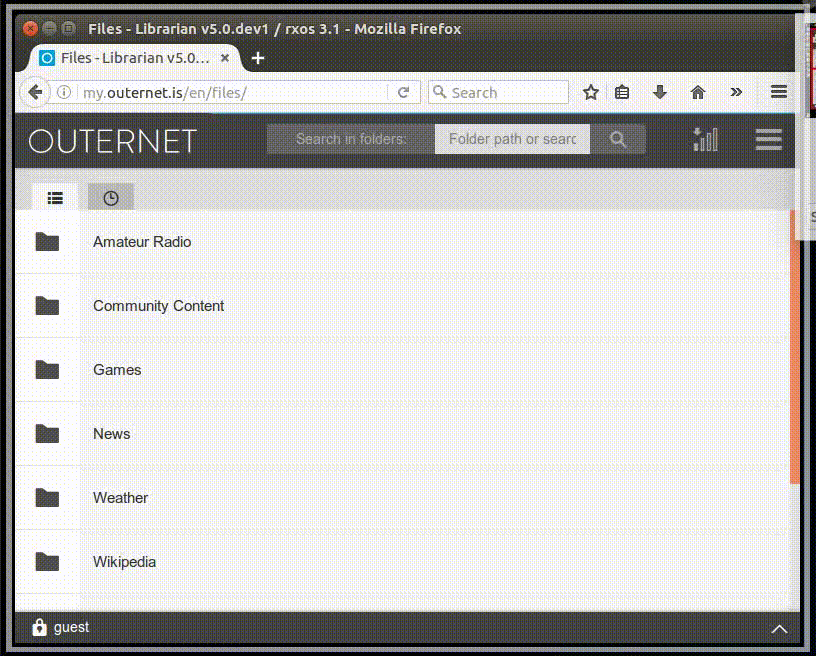 Files - Librarian v5.0.dev1 / rxos 3.1 - Mozilla Firefox
Files - Librarian v5.0...
my.outernet.is/en/files/
Search
OUTERNET
Search in folders:
Folder path or searc
Amateur Radio
Community Content
Games
News
Weather
Wikipedia
guest